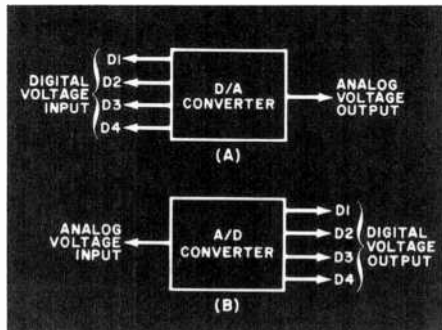 D1
D2
D3
D4
DIGITAL
VOLTAGE
INPUT
D/A
CONVERTER
ANALOG
VOLTAGE
OUTPUT
(A)
ANALOG
VOLTAGE
INPUT
A/D
CONVERTER
D1
D2
D3
D4
DIGITAL
VOLTAGE
OUTPUT
(B)